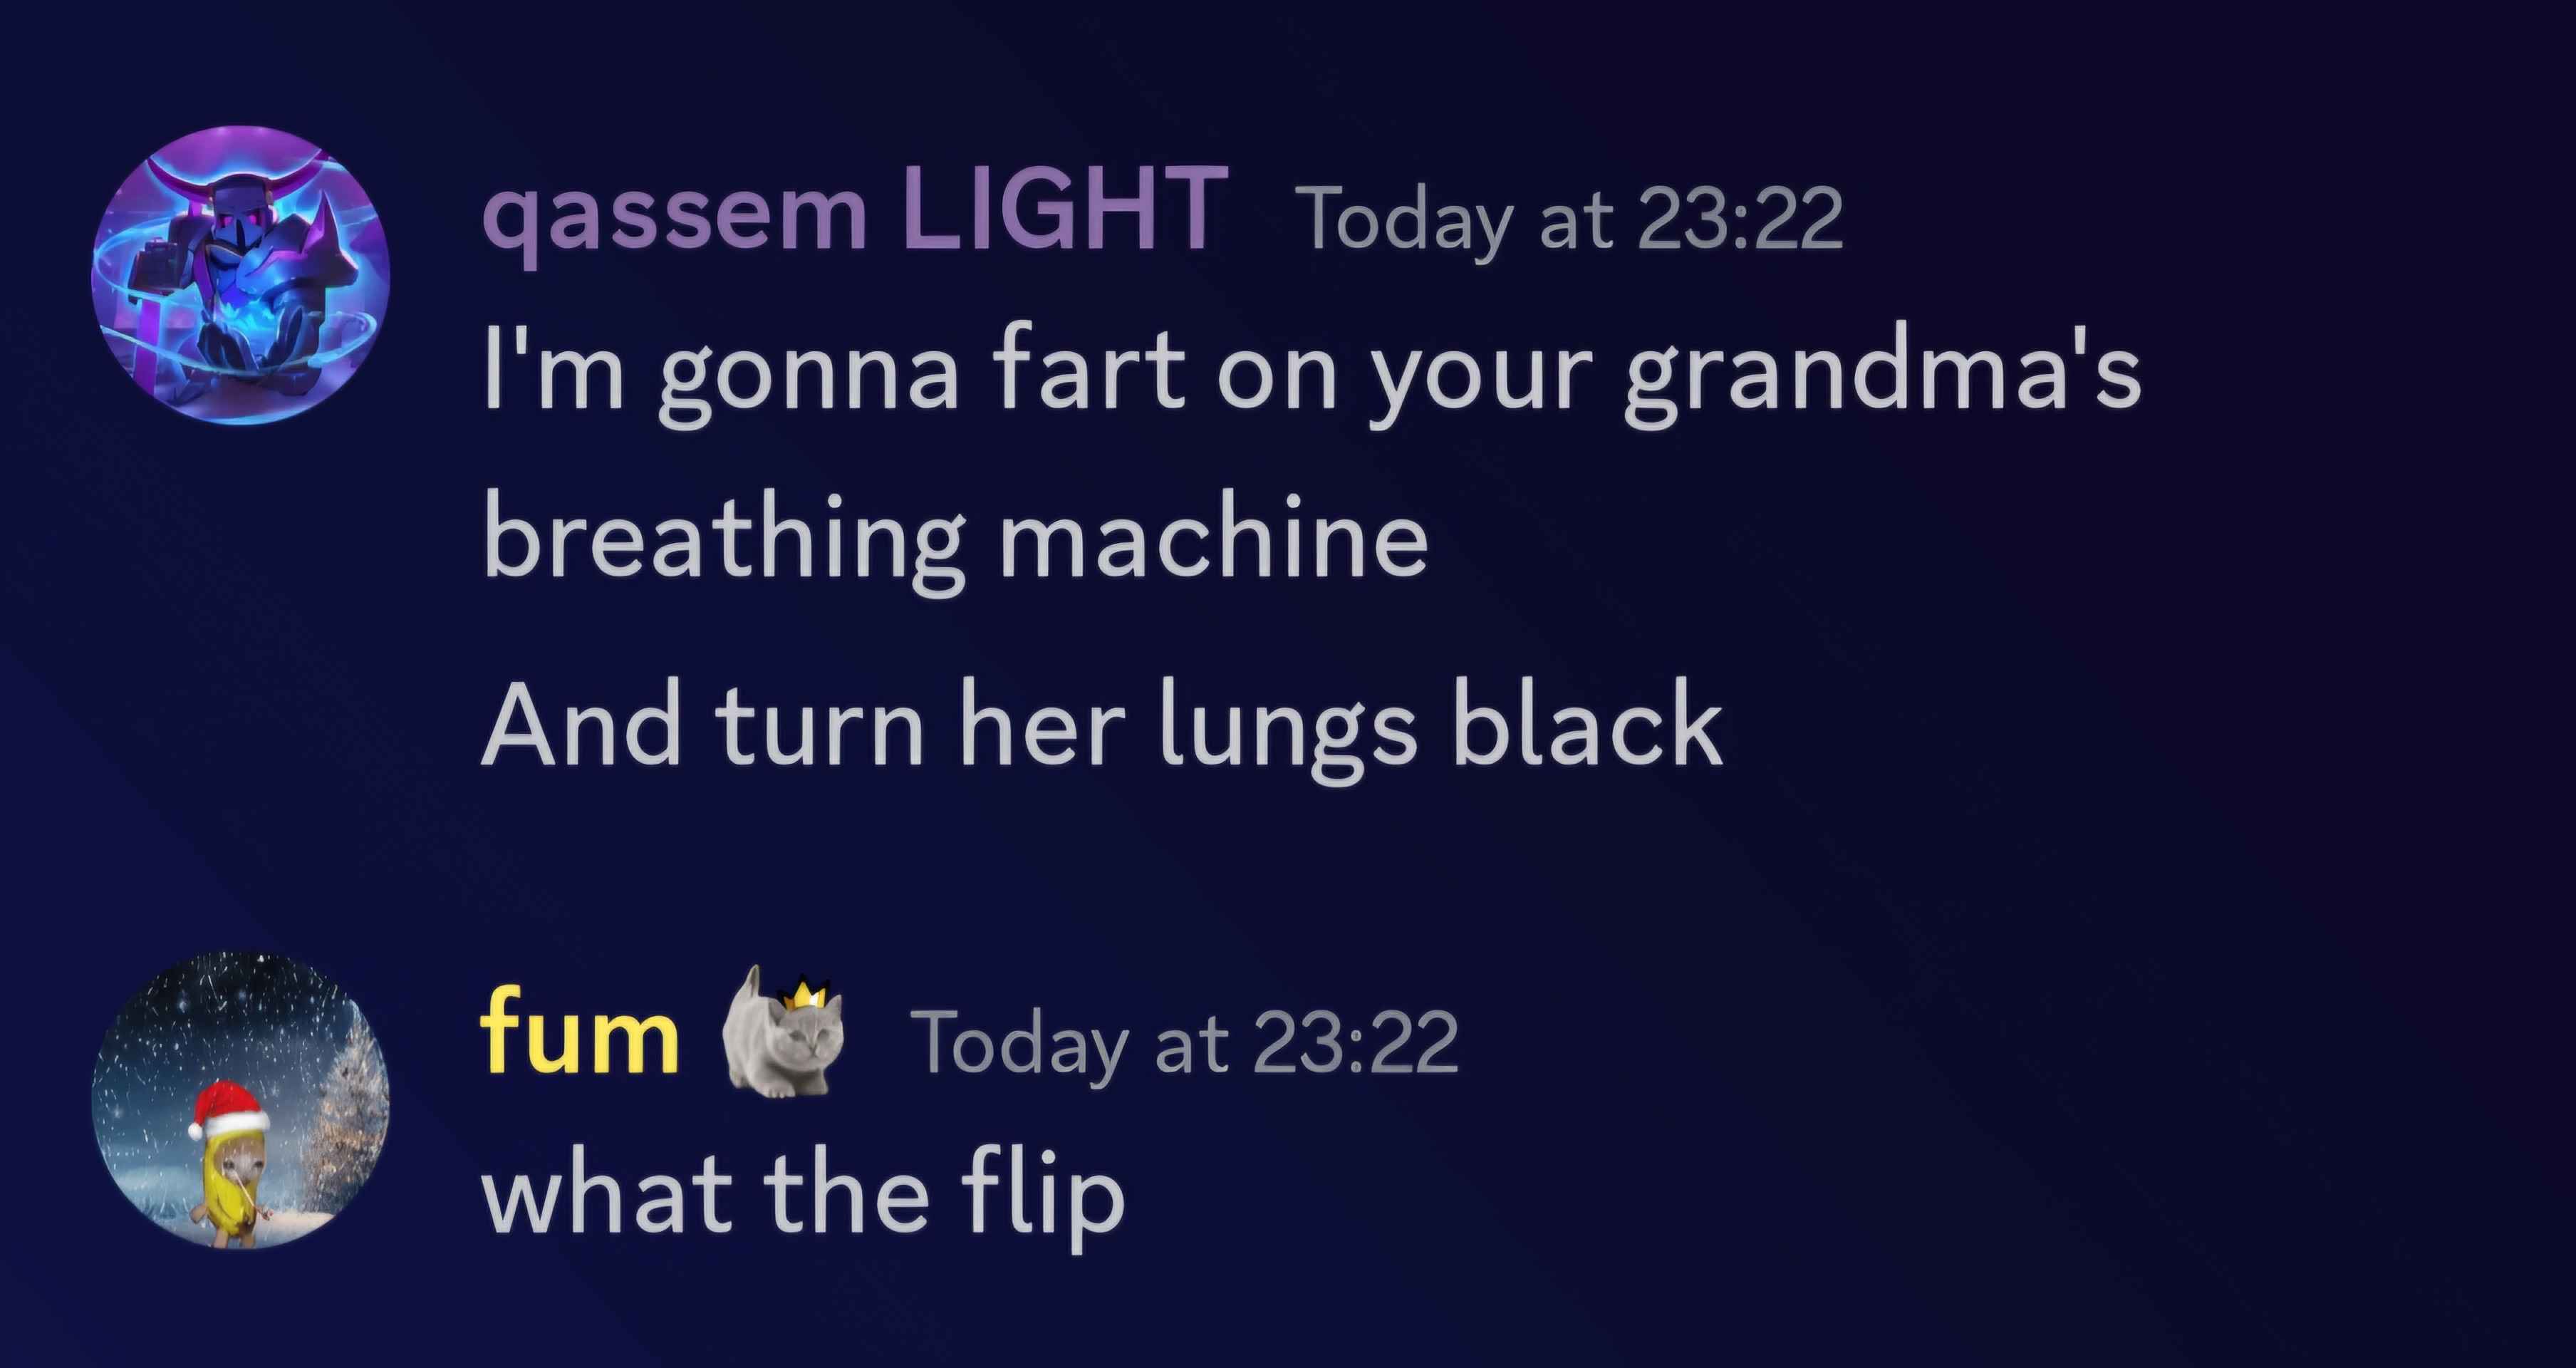 qassem LIGHT Today at 23:22
I'm gonna fart on your grandma's
breathing machine
And turn her lungs black
fum Today at 23:22
what the flip